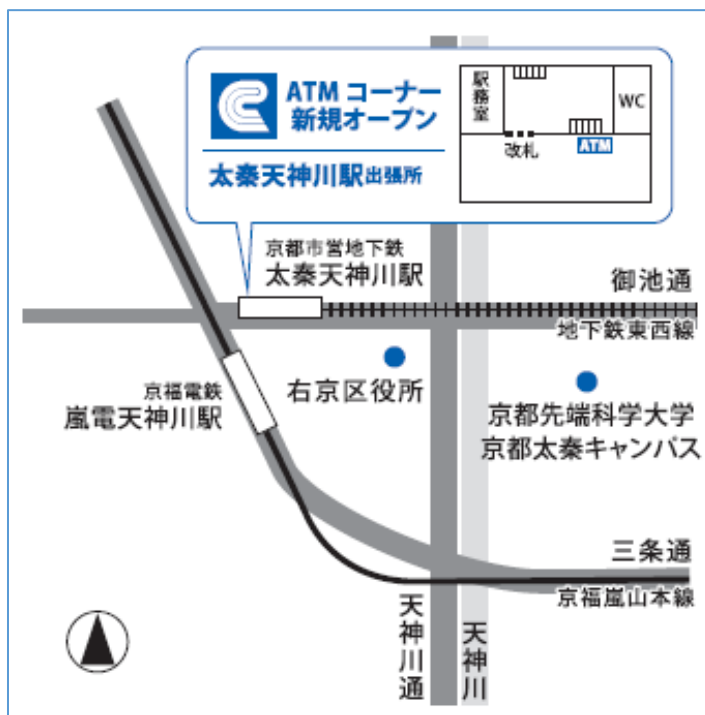 ATM コーナー
新規オープン
太秦天神川駅出張所
駅務室
WC
改札
ATM
京都市営地下鉄
太秦天神川駅
御池通
地下鉄東西線
京福電鉄
嵐電天神川駅
右京区役所
京都先端科学大学
京都太秦キャンパス
三条通
京福嵐山本線
天神川通
天神川